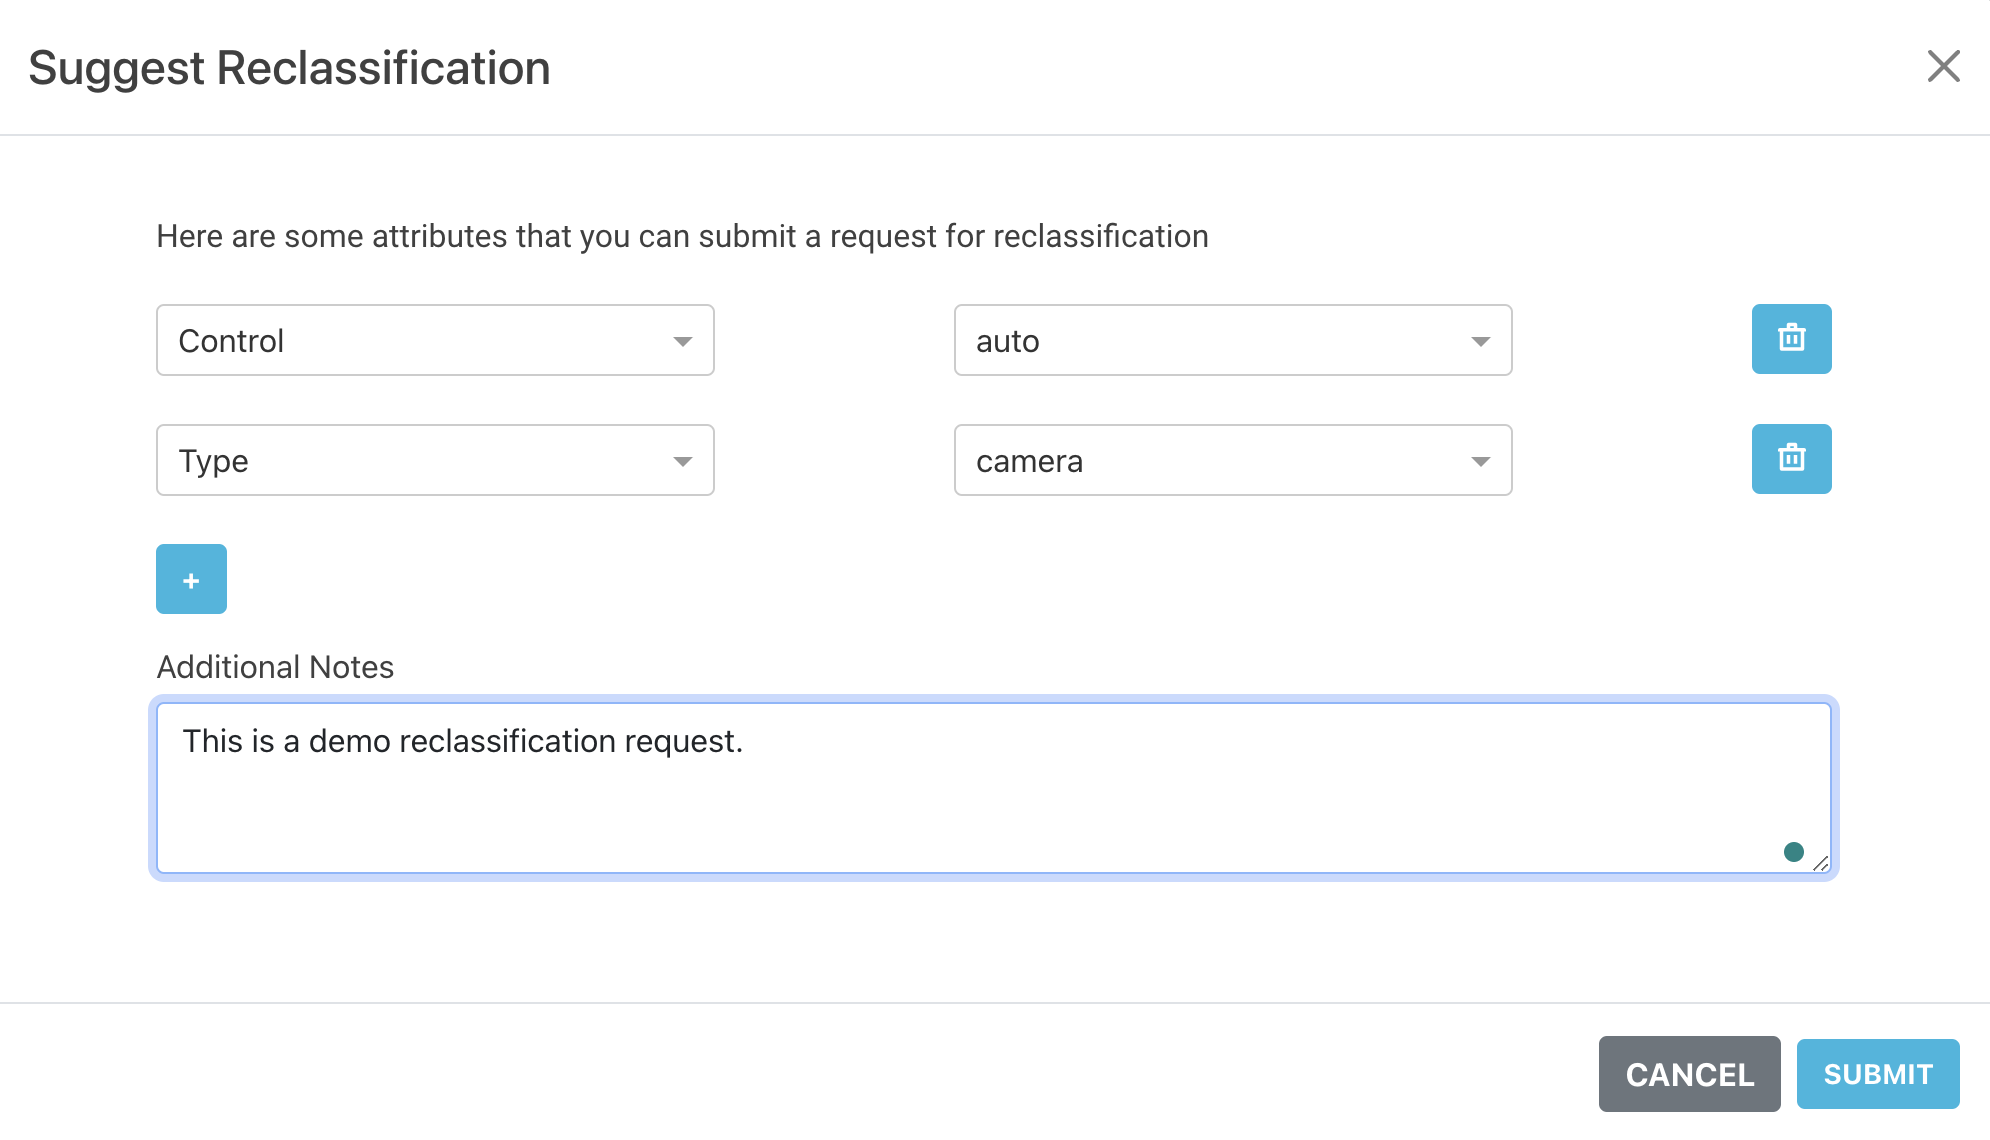 Suggest Reclassification
Here are some attributes that you can submit a request for reclassification
Control
auto
Type
camera
+
Additional Notes
This is a demo reclassification request.
CANCEL
SUBMIT